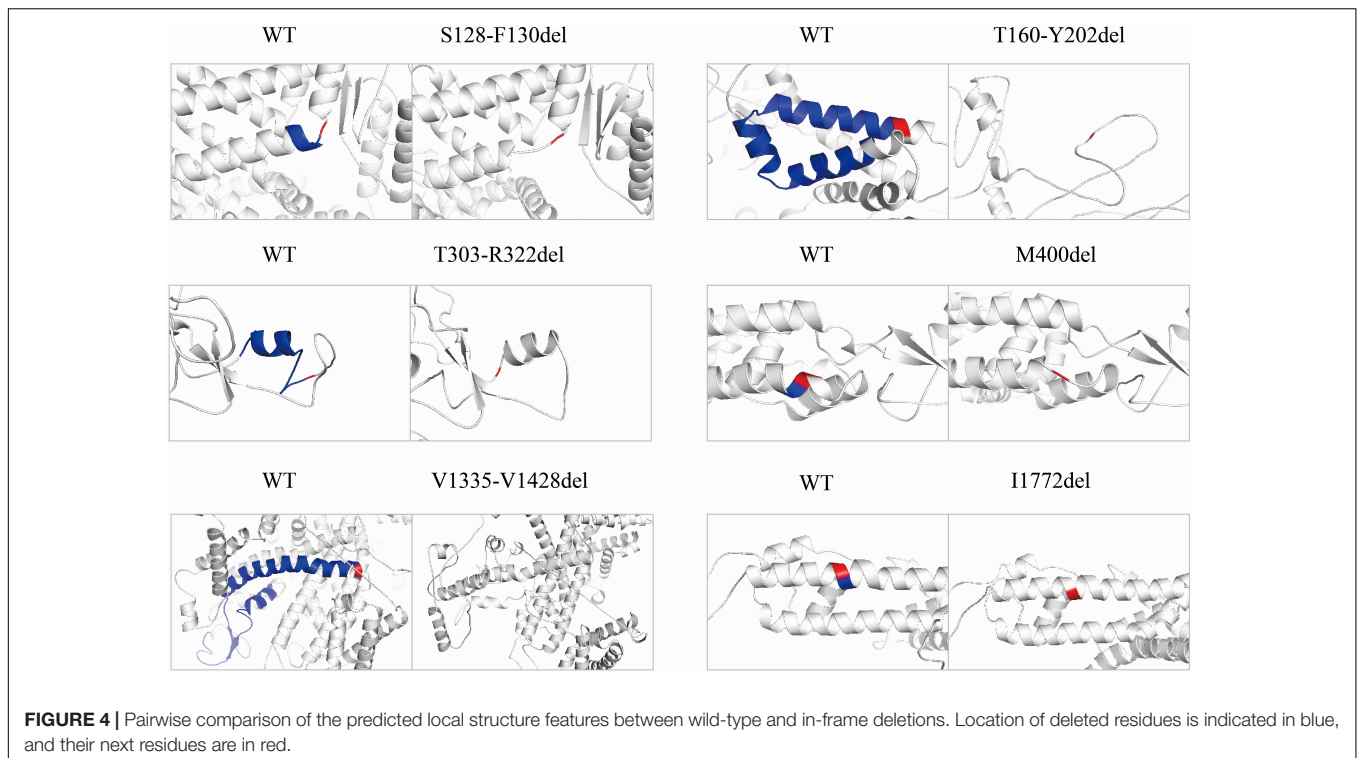 WT S128-F130del WT T160-Y202del
WT T303-R322del WT M400del
WT V1335-V1428del WT I1772del
FIGURE 4 | Pairwise comparison of the predicted local structure features between wild-type and in-frame deletions. Location of deleted residues is indicated in blue,
and their next residues are in red.